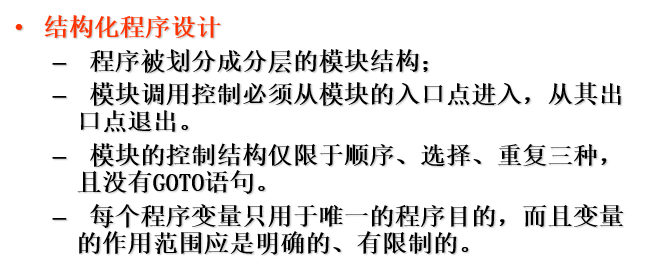 • 结构化程序设计
– 程序被划分成分层的模块结构；
– 模块调用控制必须从模块的入口点进入，从其出
口点退出。
– 模块的控制结构仅限于顺序、选择、重复三种，
且没有GOTO语句。
– 每个程序变量只用于唯一的程序目的，而且变量
的作用范围应是明确的、有限制的。